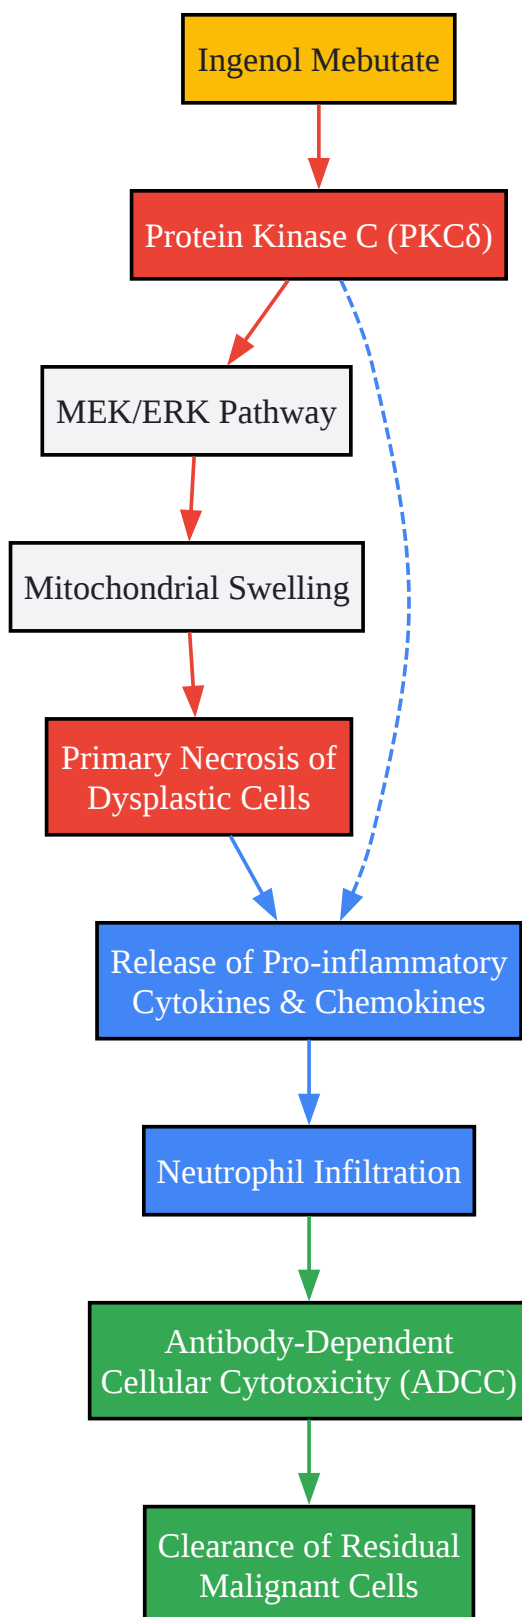 Ingenol Mebutate
Protein Kinase C (PKCδ)
MEK/ERK Pathway
Mitochondrial Swelling
Primary Necrosis of
Dysplastic Cells
Release of Pro-inflammatory
Cytokines & Chemokines
Neutrophil Infiltration
Antibody-Dependent
Cellular Cytotoxicity (ADCC)
Clearance of Residual
Malignant Cells